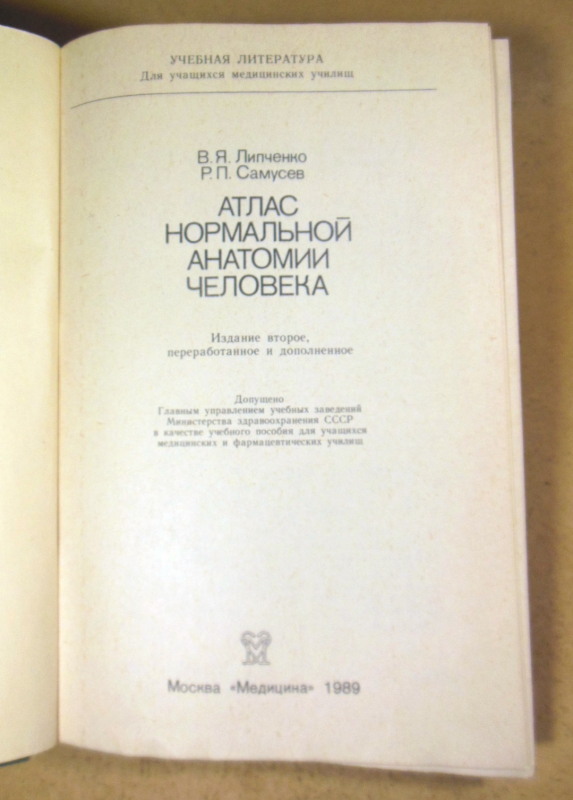 УЧЕБНАЯ ЛИТЕРАТУРА
Для учащихся медицинских училищ
В. Я. Липченко
Р. П. Самусев
АТЛАС
НОРМАЛЬНОЙ
АНАТОМИИ
ЧЕЛОВЕКА
Издание второе,
переработанное и дополненное
Допущено
Главным управлением учебных заведений
Министерства здравоохранения СССР
в качестве учебного пособия для учащихся
медицинских и фармацевтических училищ
Москва «Медицина» 1989